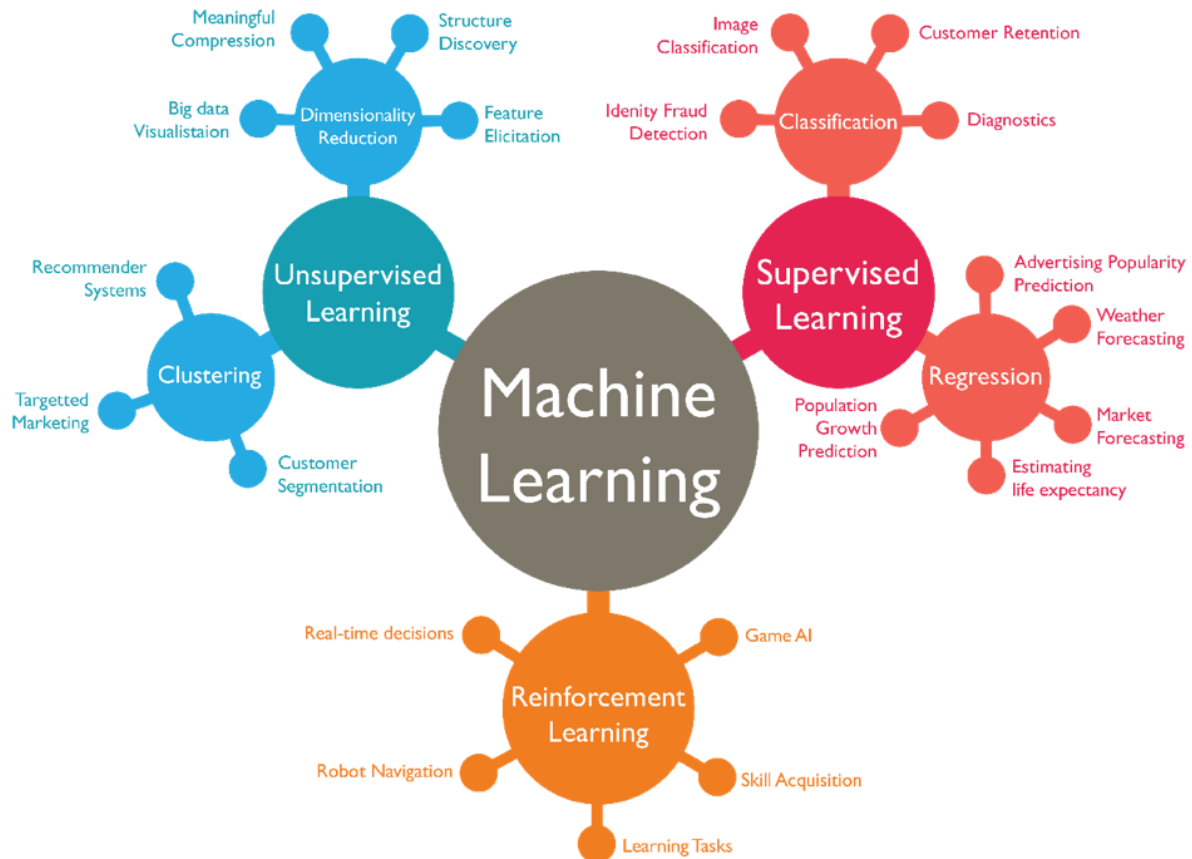 Meaningful
Compression
Structure
Discovery
Big data
Visualistaion
Dimensionality
Reduction
Feature
Elicitation
Image
Classification
Customer Retention
Idenity Fraud
Detection
Classification
Diagnostics
Recommender
Systems
Unsupervised
Learning
Clustering
Targetted
Marketing
Customer
Segmentation
Machine
Learning
Supervised
Learning
Advertising Popularity
Prediction
Weather
Forecasting
Regression
Population
Growth
Prediction
Market
Forecasting
Estimating
life expectancy
Real-time decisions
Game AI
Reinforcement
Learning
Robot Navigation
Skill Acquisition
Learning Tasks